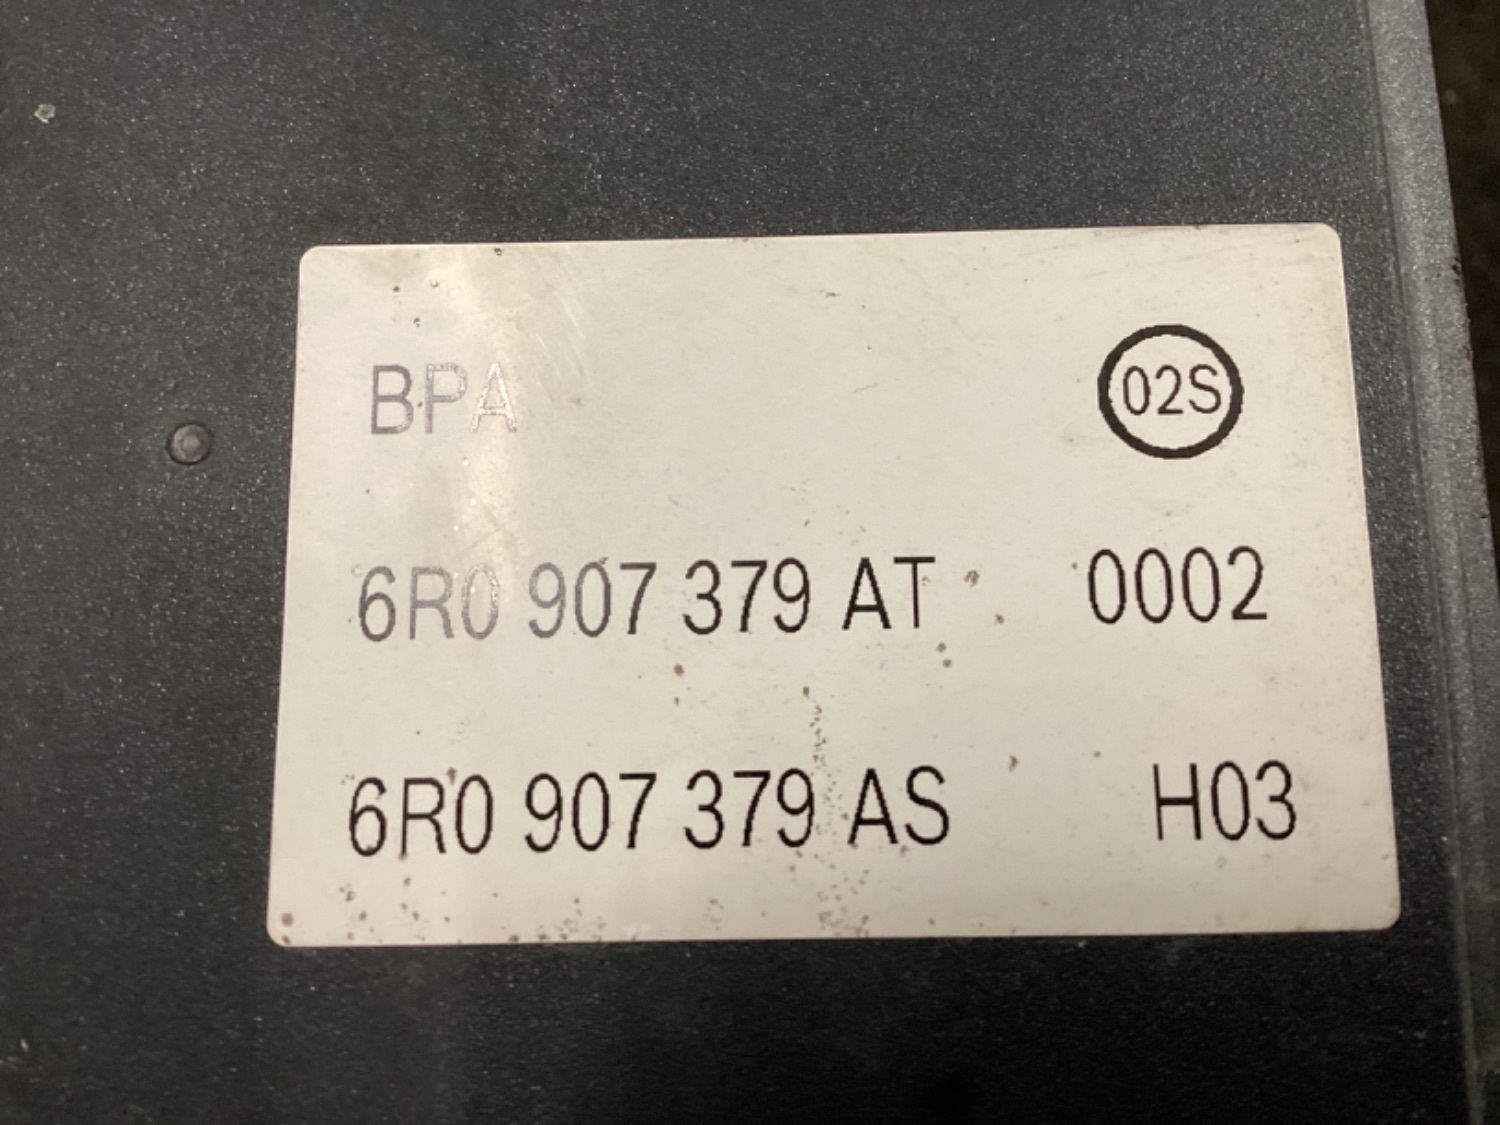 BPA 02S
6R0 907 379 AT 0002
6R0 907 379 AS H03